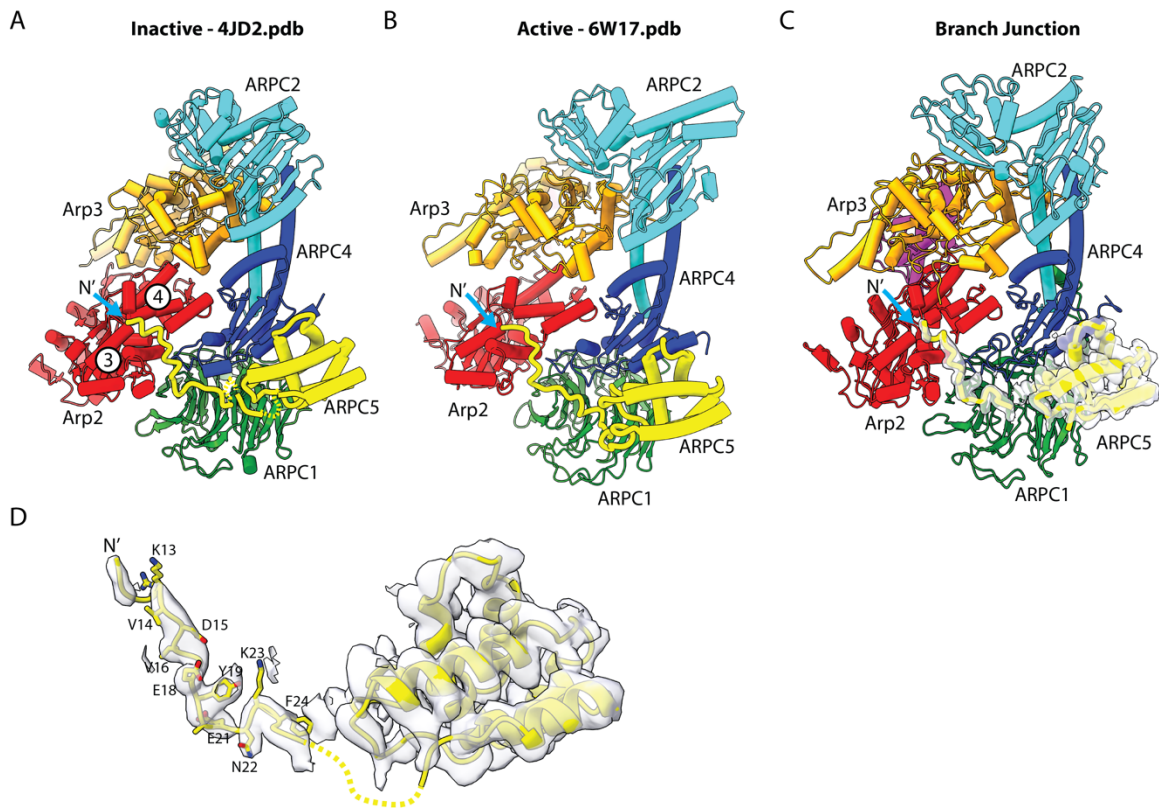 A
Inactive - 4JD2.pdb
B
Active - 6W17.pdb
C
Branch Junction
ARPC2
Arp3
ARPC4
N'
4
3
Arp2
ARPC5
ARPC1
ARPC2
Arp3
ARPC4
N'
Arp2
ARPC5
ARPC1
ARPC2
Arp3
ARPC4
N'
Arp2
ARPC5
ARPC1
D
N'
K13
V14
D15
V16
K23
Y19
E18
F24
E21
N22